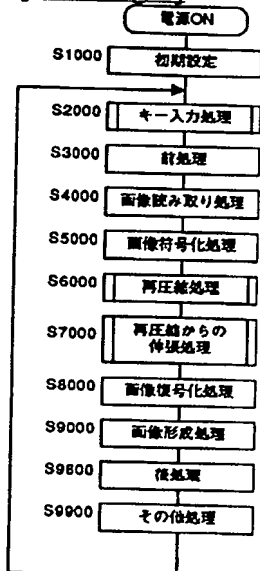 電源ON
S1000 初期設定
S2000 キー入力処理
S3000 前処理
S4000 画像読み取り処理
S5000 画像符号化処理
S6000 再圧縮処理
S7000 再圧縮からの
伸張処理
S8000 画像復号化処理
S9000 画像形成処理
S9800 後処理
S9900 その他処理